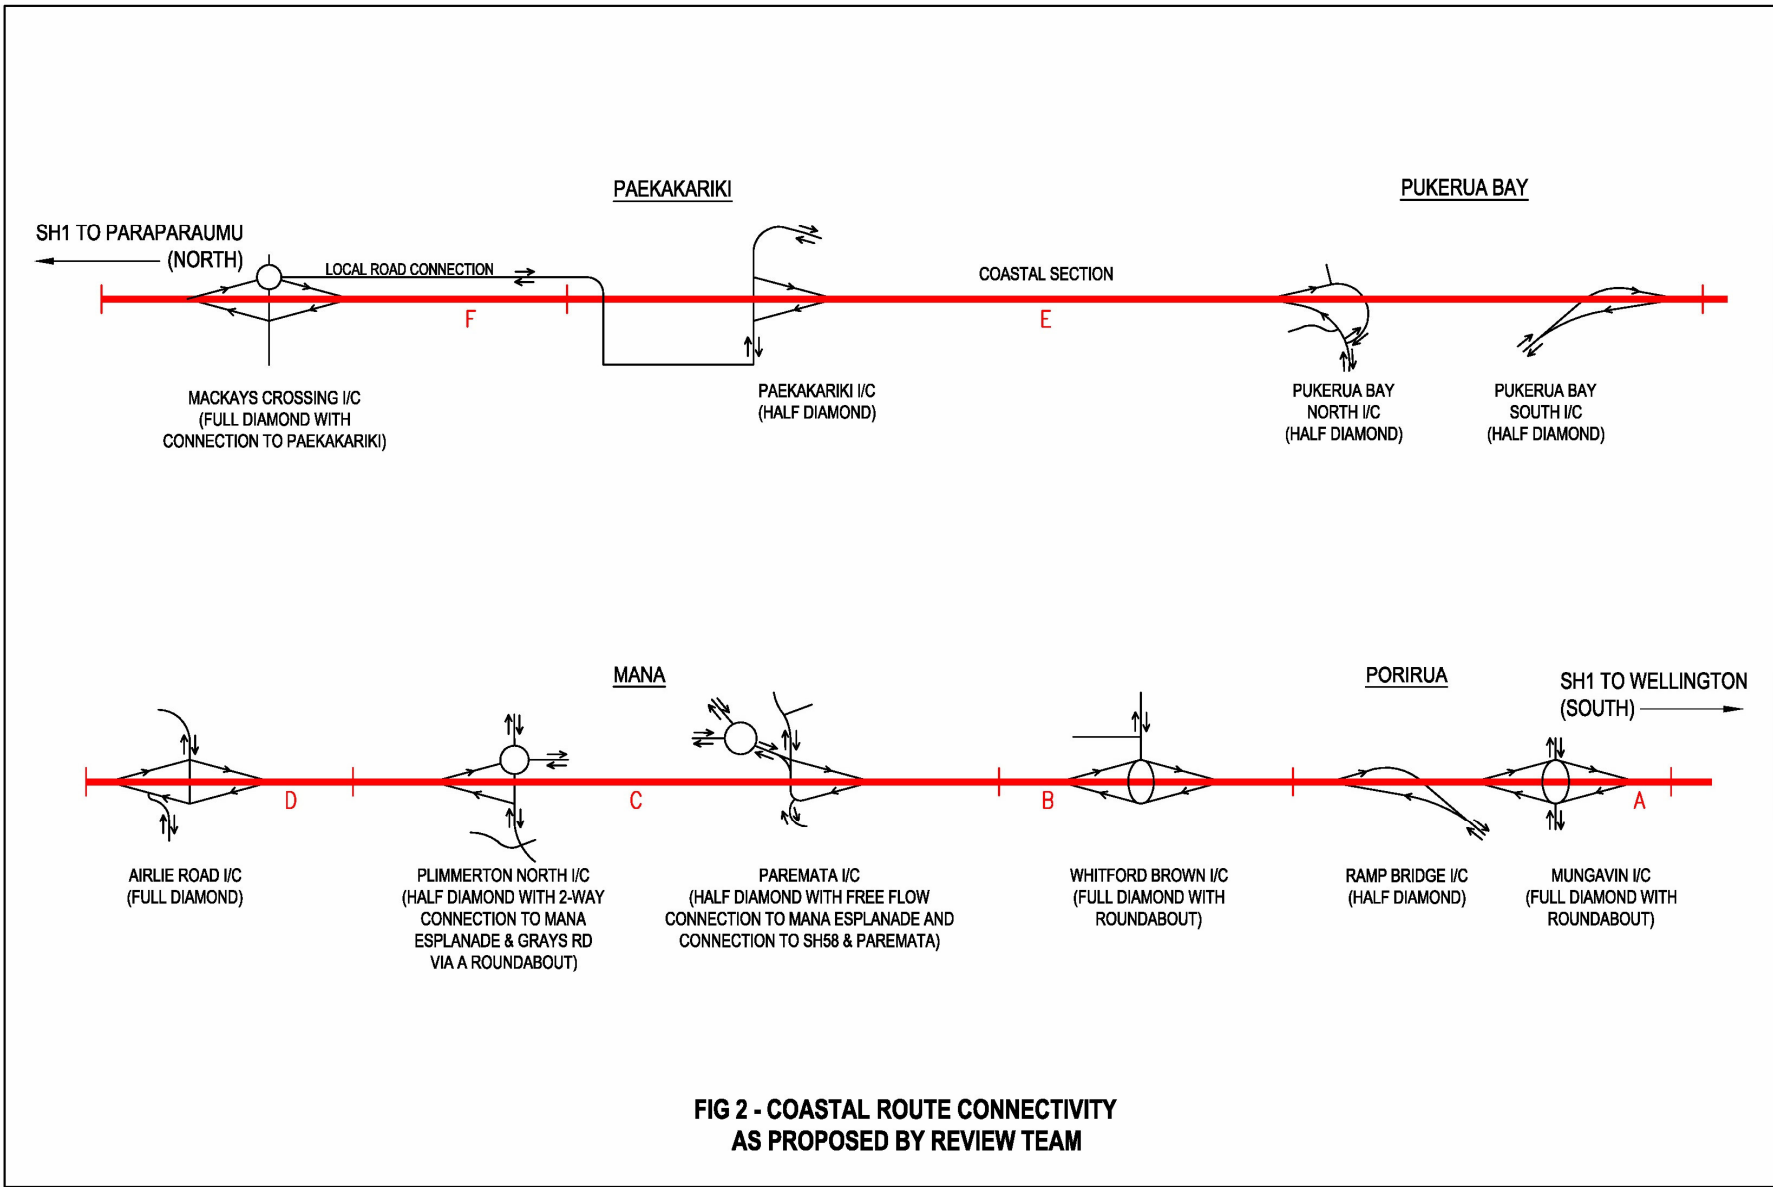 PAEKAKARIKI
PUKERUA BAY
SH1 TO PARAPARAUMU
(NORTH)
LOCAL ROAD CONNECTION
COASTAL SECTION
F
E
MACKAYS CROSSING I/C
(FULL DIAMOND WITH
CONNECTION TO PAEKAKARIKI)
PAEKAKARIKI I/C
(HALF DIAMOND)
PUKERUA BAY
NORTH I/C
(HALF DIAMOND)
PUKERUA BAY
SOUTH I/C
(HALF DIAMOND)
MANA
PORIRUA
SH1 TO WELLINGTON
(SOUTH)
D
C
B
A
AIRLIE ROAD I/C
(FULL DIAMOND)
PLIMMERTON NORTH I/C
(HALF DIAMOND WITH 2-WAY
CONNECTION TO MANA
ESPLANADE & GRAYS RD
VIA A ROUNDABOUT)
PAREMATA I/C
(HALF DIAMOND WITH FREE FLOW
CONNECTION TO MANA ESPLANADE AND
CONNECTION TO SH58 & PAREMATA)
WHITFORD BROWN I/C
(FULL DIAMOND WITH
ROUNDABOUT)
RAMP BRIDGE I/C
(HALF DIAMOND)
MUNGAVIN I/C
(FULL DIAMOND WITH
ROUNDABOUT)
FIG 2 - COASTAL ROUTE CONNECTIVITY
AS PROPOSED BY REVIEW TEAM